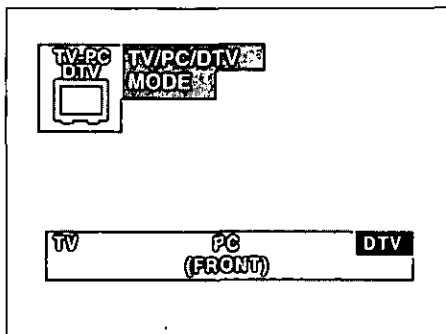 TV-PC
DTV
TV/PC/DTV
MODE
TV PC DTV
(FRONT)